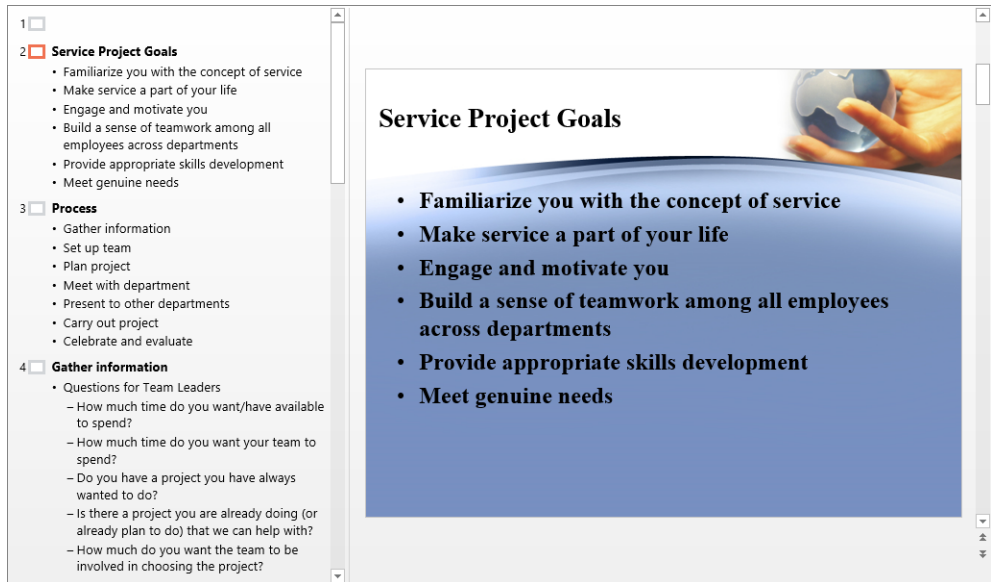 1
2 Service Project Goals
• Familiarize you with the concept of service
• Make service a part of your life
• Engage and motivate you
• Build a sense of teamwork among all
employees across departments
• Provide appropriate skills development
• Meet genuine needs
3 Process
• Gather information
• Set up team
• Plan project
• Meet with department
• Present to other departments
• Carry out project
• Celebrate and evaluate
4 Gather information
• Questions for Team Leaders
– How much time do you want/have available
to spend?
– How much time do you want your team to
spend?
– Do you have a project you have always
wanted to do?
– Is there a project you are already doing (or
already plan to do) that we can help with?
– How much do you want the team to be
involved in choosing the project?
Service Project Goals
• Familiarize you with the concept of service
• Make service a part of your life
• Engage and motivate you
• Build a sense of teamwork among all employees
across departments
• Provide appropriate skills development
• Meet genuine needs